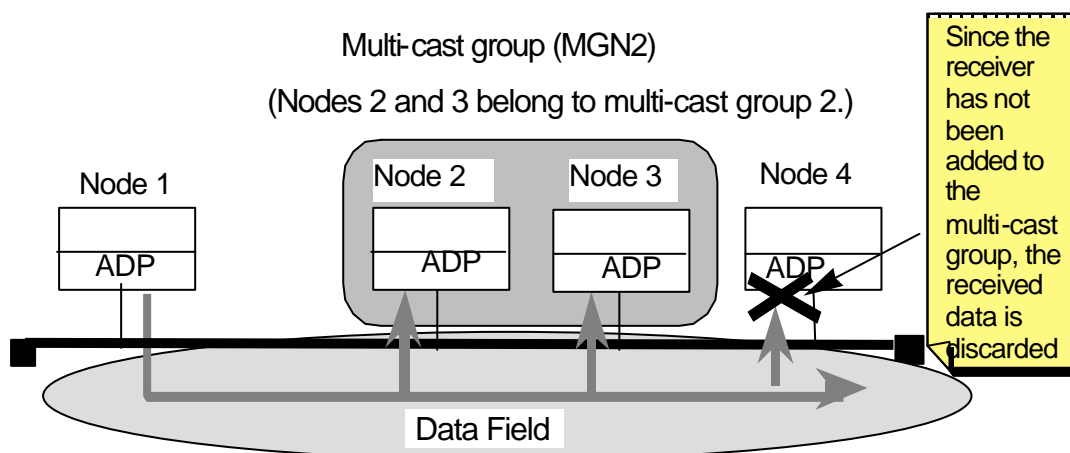 Multi-cast group (MGN2)
(Nodes 2 and 3 belong to multi-cast group 2.)
Node 1
Node 2
Node 3
Node 4
ADP
ADP
ADP
ADP
Data Field
Since the
receiver
has not
been
added to
the
multi-cast
group, the
received
data is
discarded